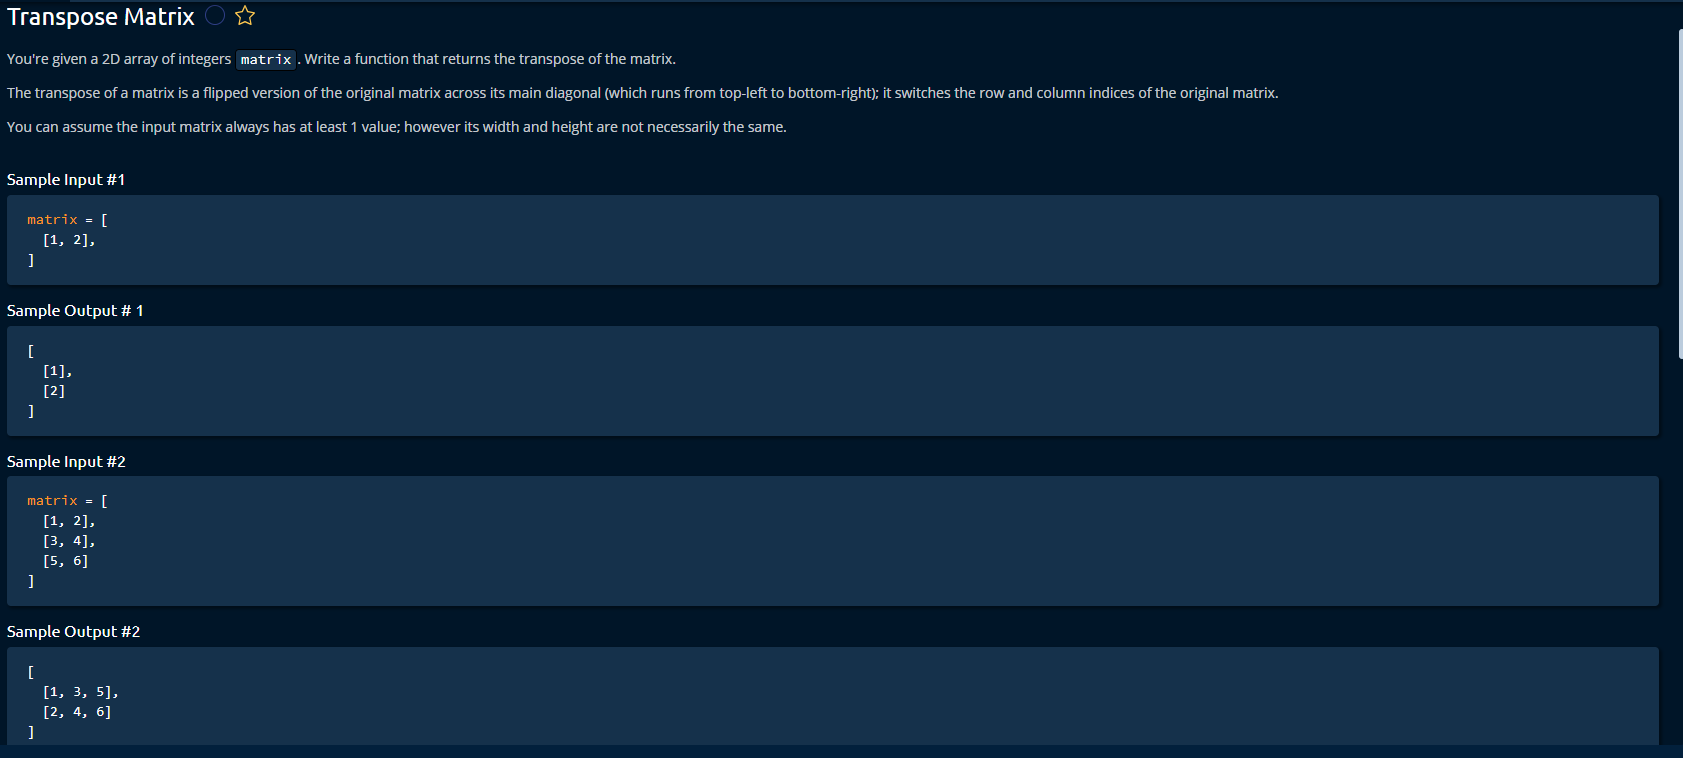 Transpose Matrix
You're given a 2D array of integers matrix. Write a function that returns the transpose of the matrix.
The transpose of a matrix is a flipped version of the original matrix across its main diagonal (which runs from top-left to bottom-right); it switches the row and column indices of the original matrix.
You can assume the input matrix always has at least 1 value; however its width and height are not necessarily the same.
Sample Input #1
matrix = [
  [1, 2],
]
Sample Output # 1
[
  [1],
  [2]
]
Sample Input #2
matrix = [
  [1, 2],
  [3, 4],
  [5, 6]
]
Sample Output #2
[
  [1, 3, 5],
  [2, 4, 6]
]